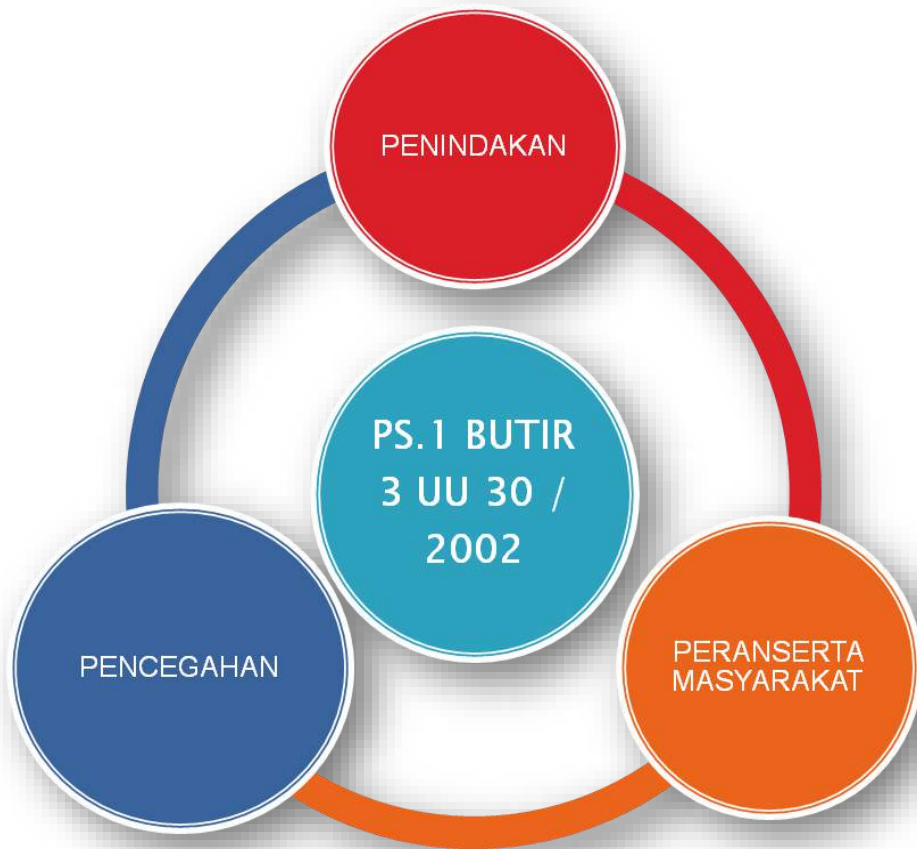 PENINDAKAN
PS.1 BUTIR
3 UU 30 /
2002
PENCEGAHAN
PERANSERTA
MASYARAKAT